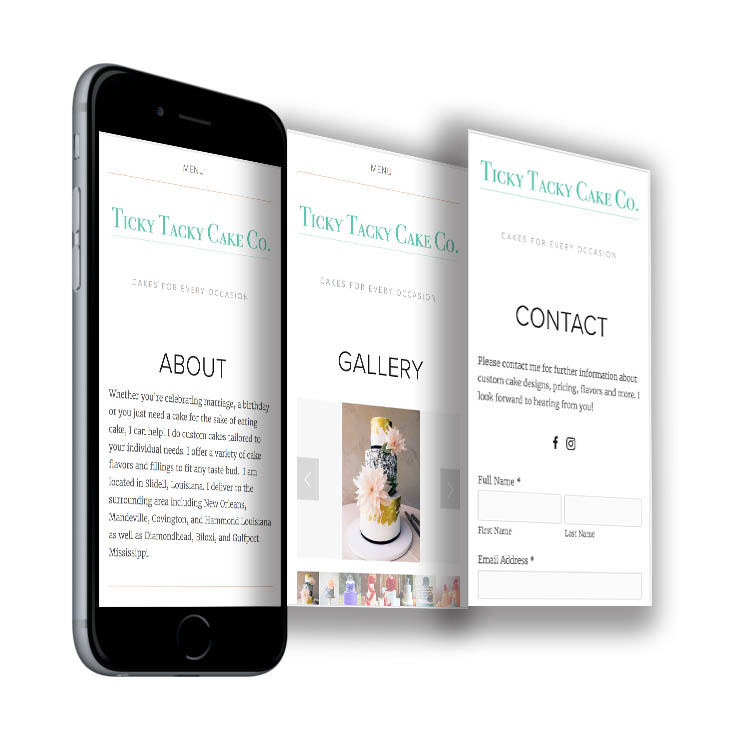 MENU
TICKY TACKY CAKE CO.
CAKES FOR EVERY OCCASION
ABOUT
Whether you're celebrating marriage, a birthday
or you just need a cake for the sake of eating
cake, I can help! I do custom cakes tailored to
your individual needs. I offer a variety of cake
flavors and fillings to fit any taste bud. I am
located in Slidell, Louisiana. I deliver to the
surrounding area including New Orleans,
Mandeville, Covington, and Hammond Louisiana
as well as Diamondhead, Biloxi, and Gulfport
Mississippi.
MENU
TICKY TACKY CAKE CO.
CAKES FOR EVERY OCCASION
GALLERY
TICKY TACKY CAKE CO.
CAKES FOR EVERY OCCASION
CONTACT
Please contact me for further information about
custom cake designs, pricing, flavors and more. I
look forward to hearing from you!
Full Name *
First Name Last Name
Email Address *